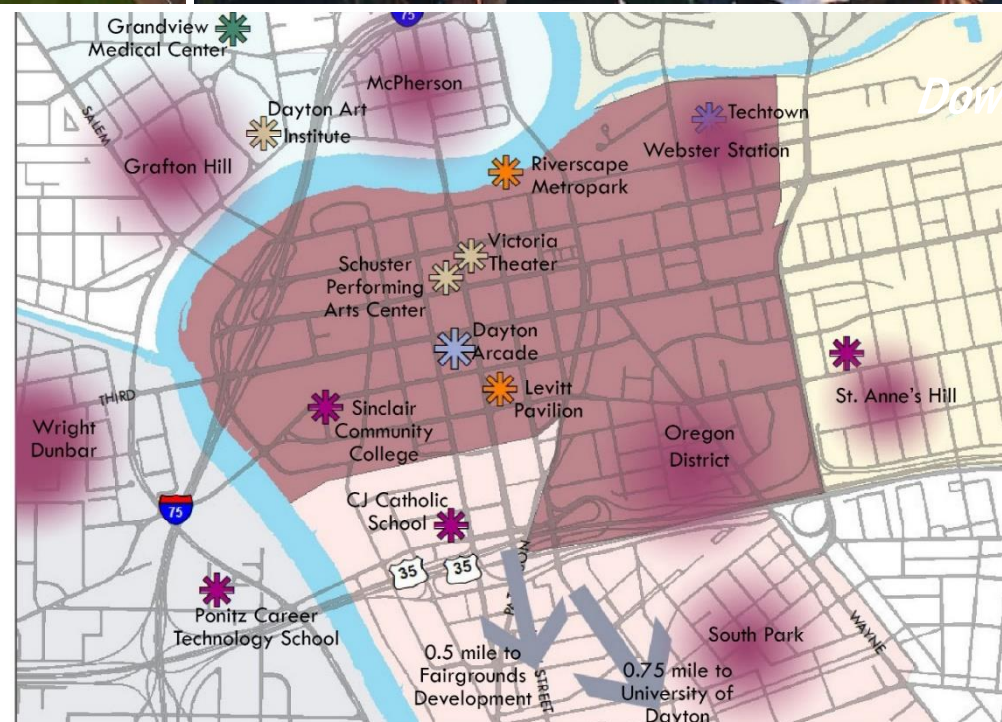 75
Grandview
Medical Center
McPherson
Dow
SALEM
Dayton Art
Institute
Techtown
Webster Station
Grafton Hill
Riverscape
Metropark
Victoria
Theater
Schuster
Performing
Arts Center
Dayton
Arcade
THIRD
Levitt
Pavilion
St. Anne's Hill
Sinclair
Community
College
Wright
Dunbar
Oregon
District
CJ Catholic
School
75
35
35
Ponitz Career
Technology School
South Park
WAYNE
0.5 mile to
Fairgrounds
Development
STREET
0.75 mile to
University of
Dayton